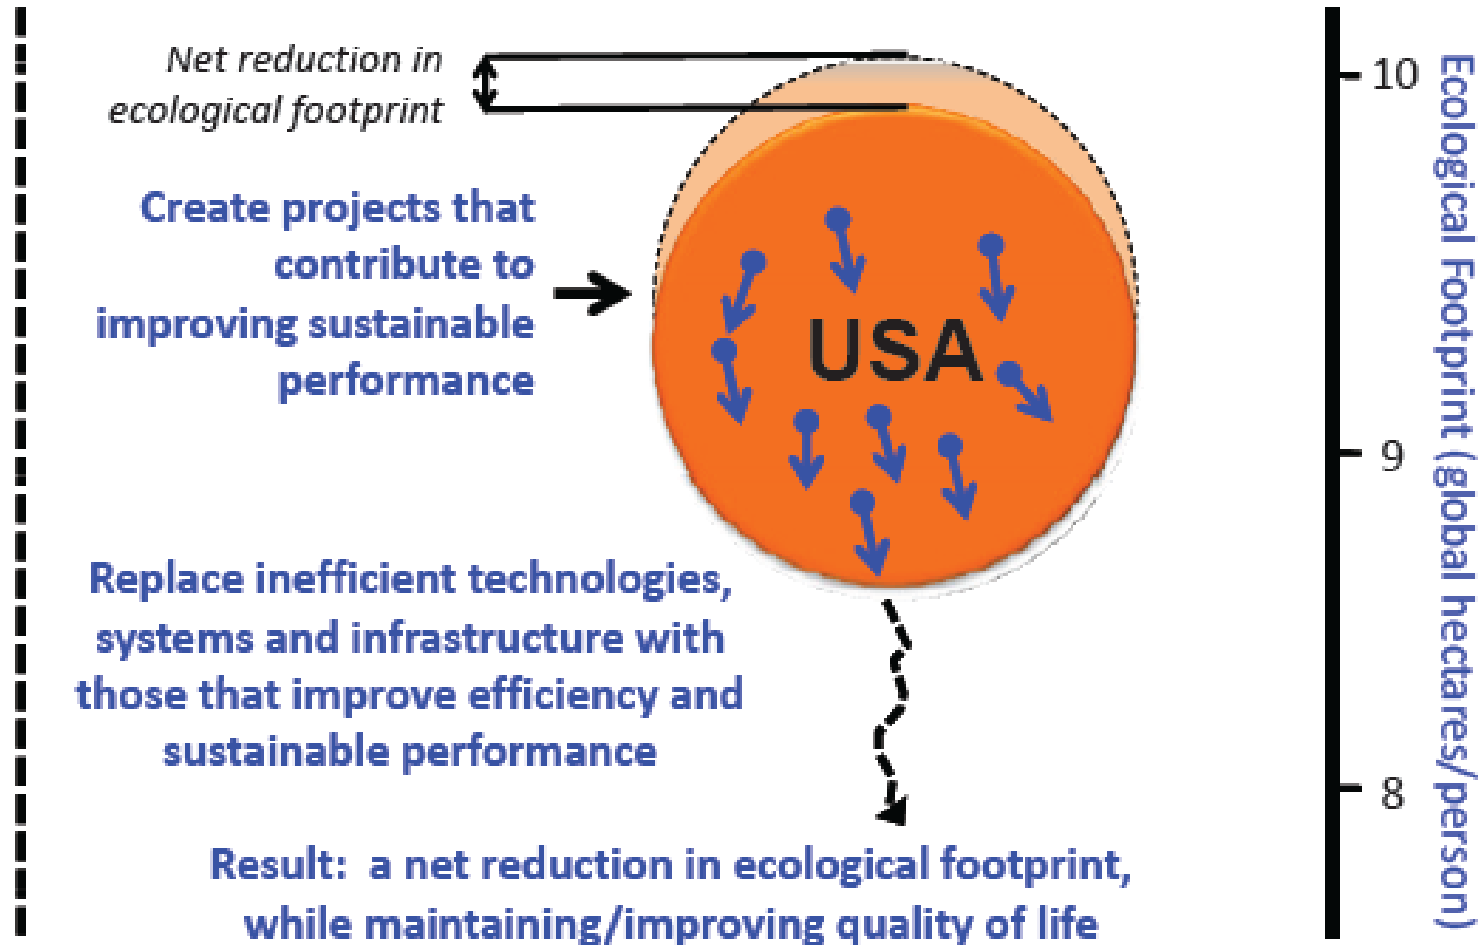 Net reduction in
ecological footprint
Create projects that
contribute to
improving sustainable
performance
USA
Replace inefficient technologies,
systems and infrastructure with
those that improve efficiency and
sustainable performance
Result:  a net reduction in ecological footprint,
while maintaining/improving quality of life
10
9
8
Ecological Footprint (global hectares/person)